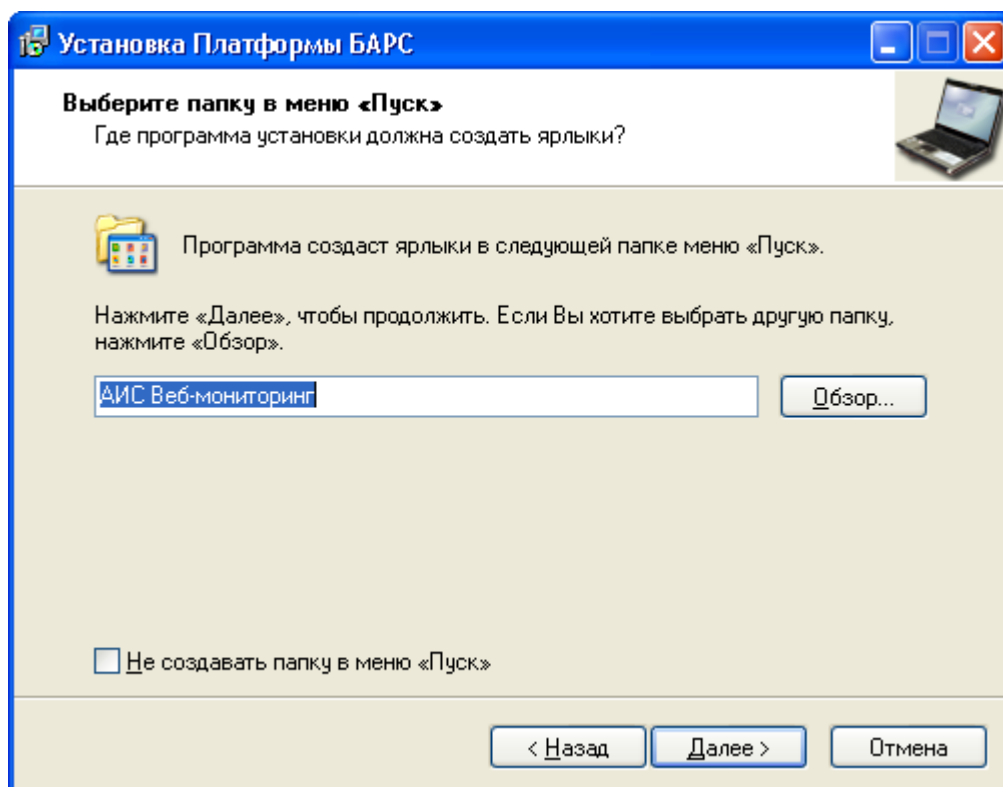 Установка Платформы БАРС
Выберите папку в меню «Пуск»
Где программа установки должна создать ярлыки?
Программа создаст ярлыки в следующей папке меню «Пуск».
Нажмите «Далее», чтобы продолжить. Если Вы хотите выбрать другую папку,
нажмите «Обзор».
АИС Веб-мониторинг
Обзор...
Не создавать папку в меню «Пуск»
< Назад
Далее >
Отмена